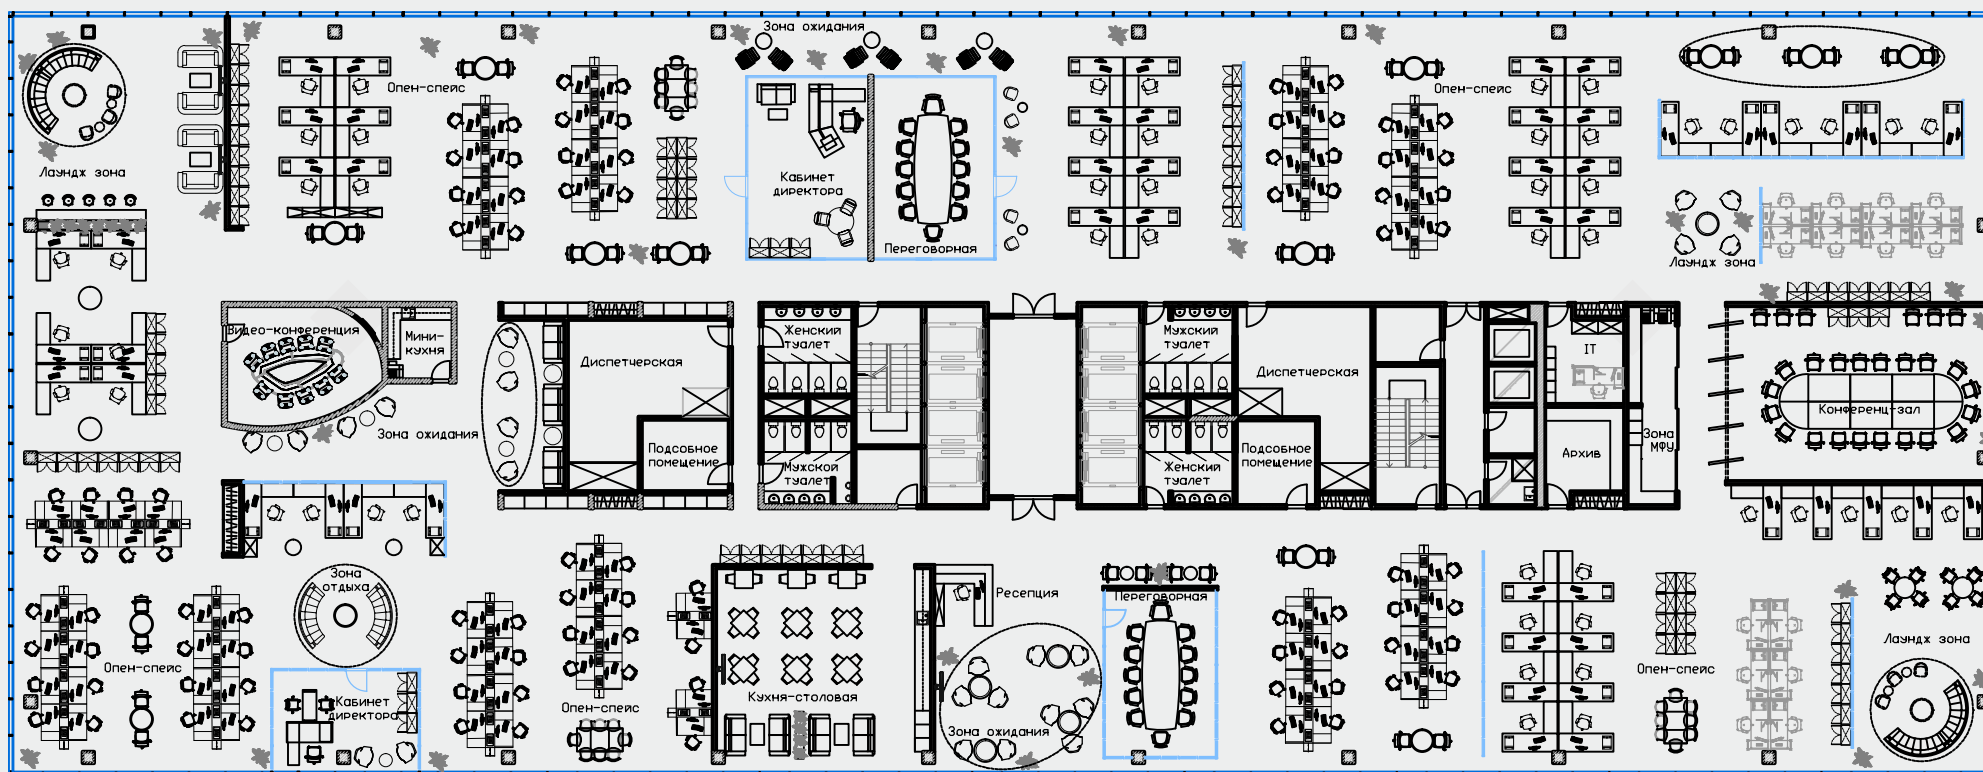 Зона ожидания
Опен-спейс
Опен-спейс
Лаундж зона
Кабинет
директора
Переговорная
Лаундж зона
Видео-конференция
Мини-
кухня
Зона ожидания
Диспетчерская
Подсобное
помещение
Женский
туалет
Мужской
туалет
Мужский
туалет
Женский
туалет
Диспетчерская
Подсобное
помещение
IT
Архив
Зона
МФУ
Конференц-зал
Зона
отдыха
Опен-спейс
Кабинет
директора
Опен-спейс
Кухня-столовая
Ресепция
Зона ожидания
Переговорная
Опен-спейс
Лаундж зона